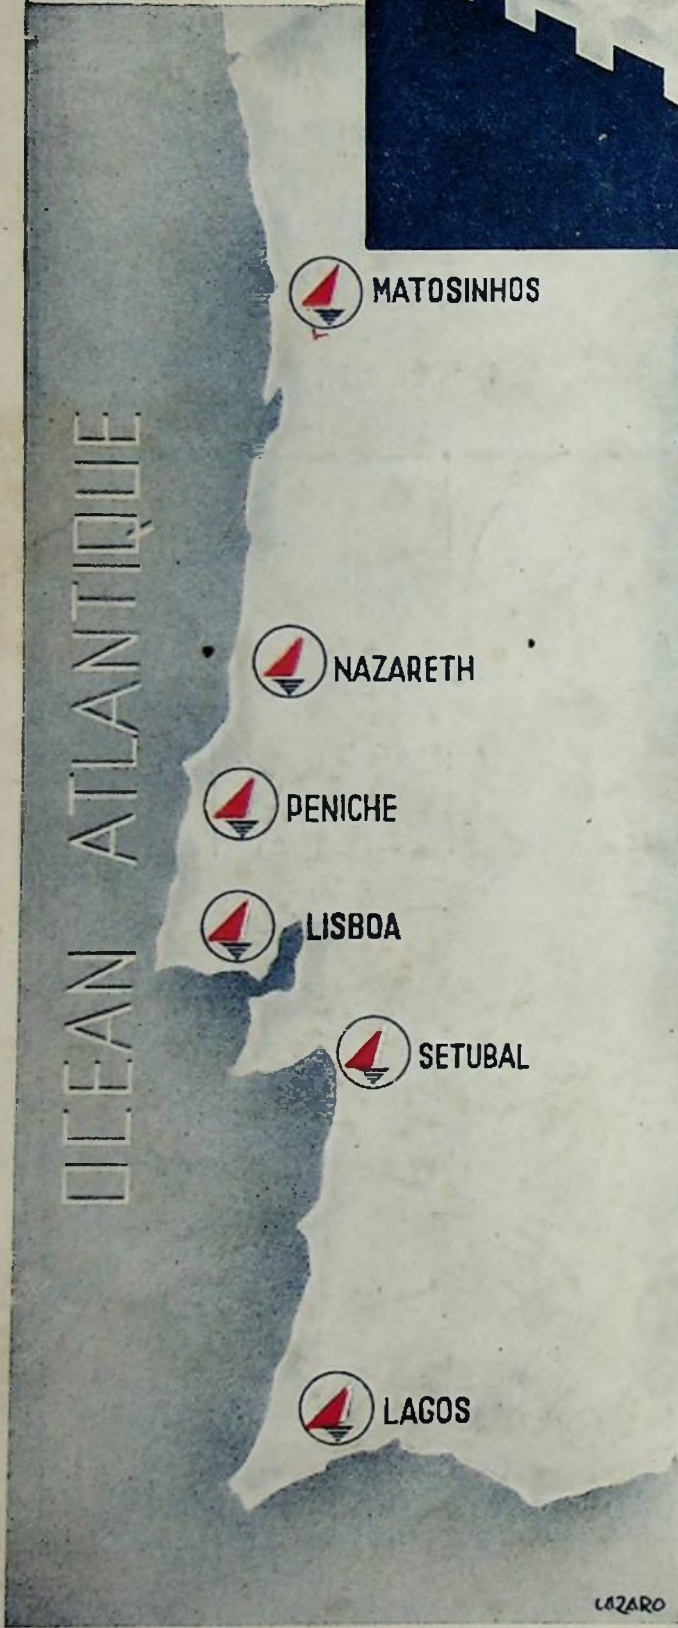 MATOSINHOS
OCEAN ATLANTIQUE
NAZARETH
PENICHE
LISBOA
SETUBAL
LAGOS
LAZARO